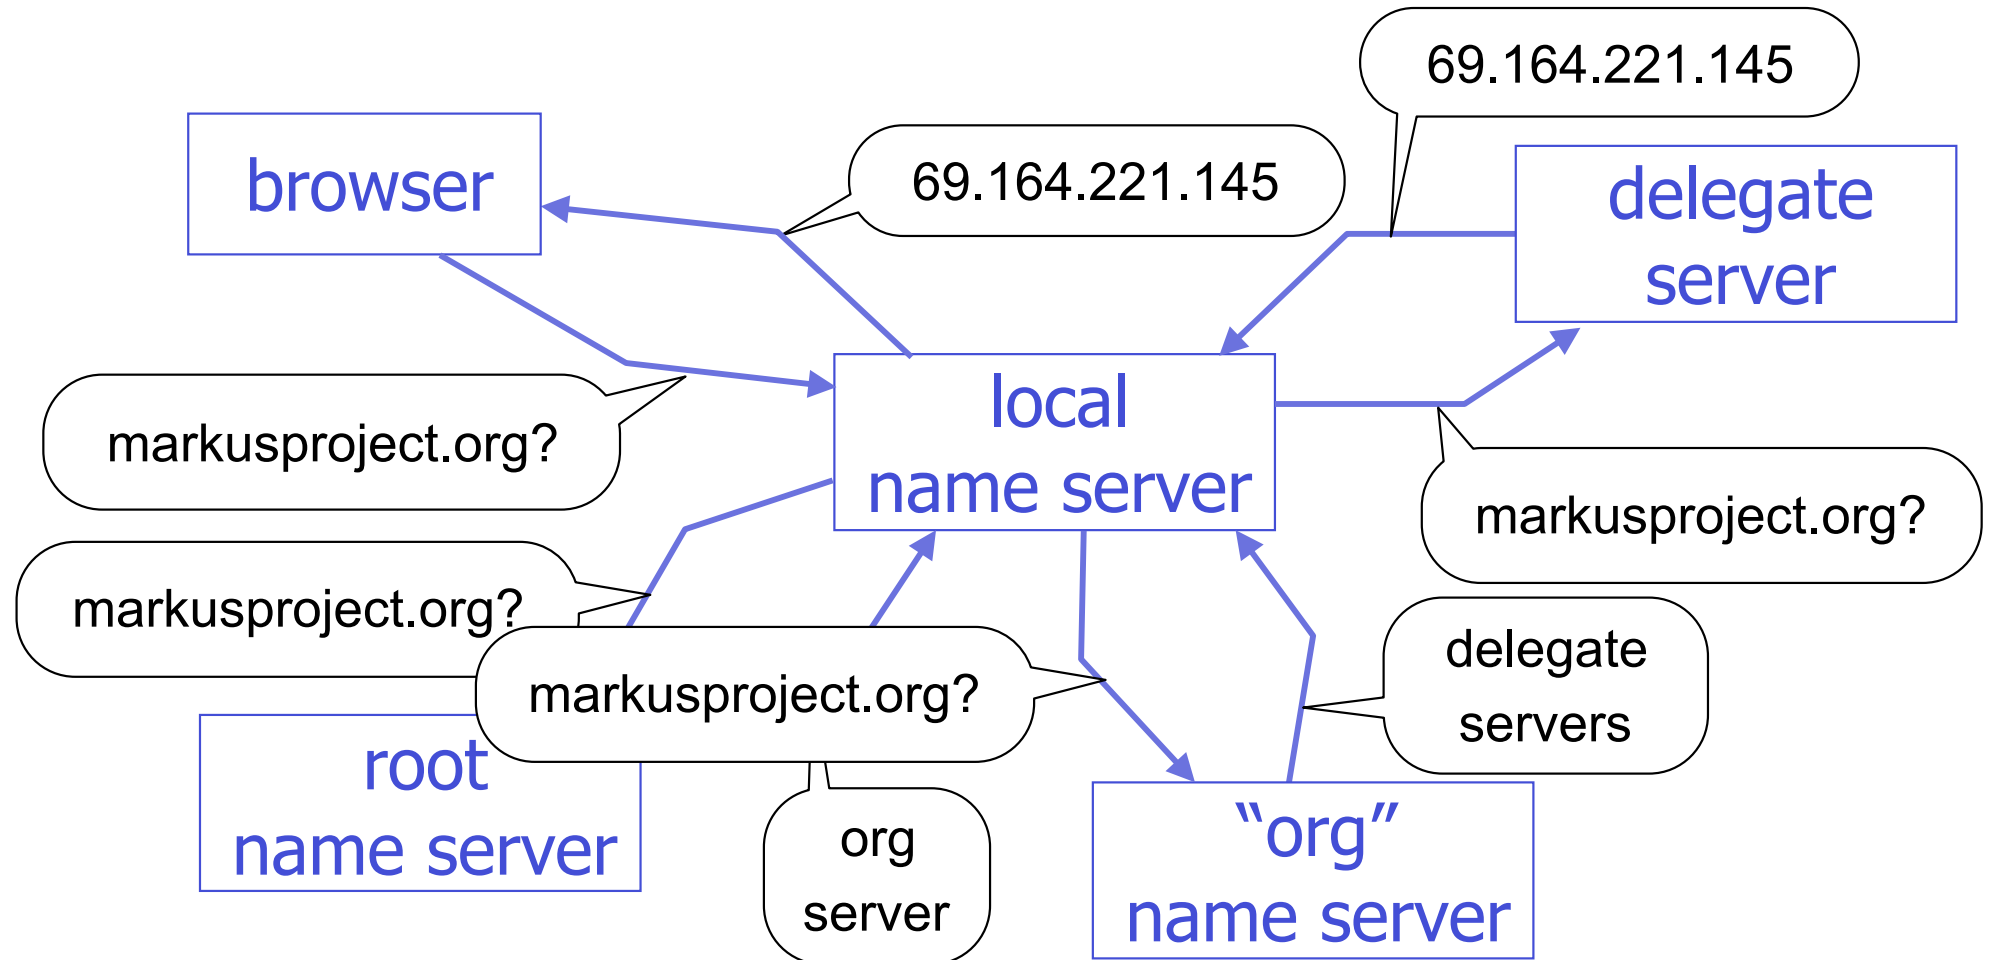 69.164.221.145
browser
69.164.221.145
delegate
server
local
name server
markusproject.org?
markusproject.org?
markusproject.org?
markusproject.org?
delegate
servers
root
name server
org
server
“org”
name server